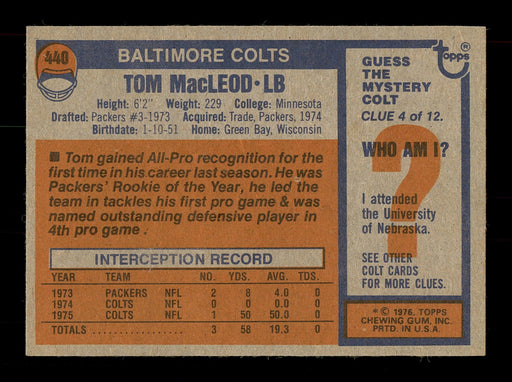 440
BALTIMORE COLTS
TOM MacLEOD • LB
Height: 6'2" Weight: 229 College: Minnesota
Drafted: Packers #3-1973 Acquired: Trade, Packers, 1974
Birthdate: 1-10-51 Home: Green Bay, Wisconsin
■ Tom gained All-Pro recognition for the
first time in his career last season. He was
Packers' Rookie of the Year, he led the
team in tackles his first pro game & was
named outstanding defensive player in
4th pro game.
INTERCEPTION RECORD
YEAR TEAM NO. YDS. AVG. TDS.
1973 PACKERS NFL 2 8 4.0 0
1974 COLTS NFL 0 0 0.0 0
1975 COLTS NFL 1 50 50.0 0
TOTALS .................. 3 58 19.3 0
topps®
GUESS
THE
MYSTERY
COLT
CLUE 4 of 12.
?
WHO AM I?
I attended
the University
of Nebraska.
SEE OTHER
COLT CARDS
FOR MORE CLUES.
* © 1976, TOPPS
CHEWING GUM, INC.
PRTD. IN U.S.A.